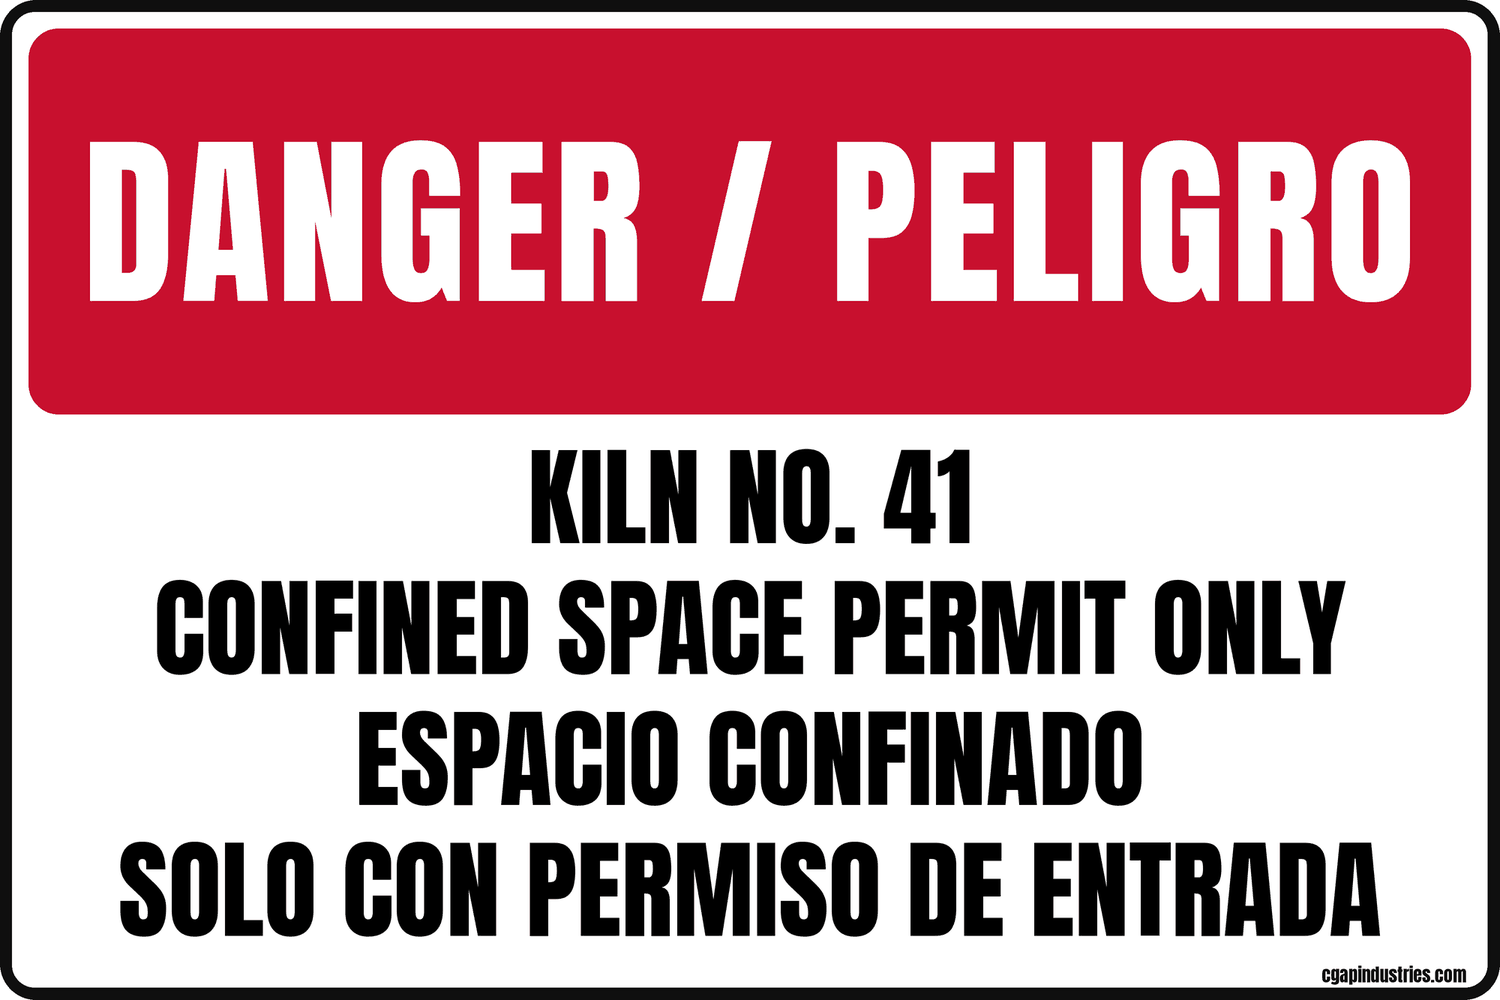 DANGER / PELIGRO
KILN NO. 41
CONFINED SPACE PERMIT ONLY
ESPACIO CONFINADO
SOLO CON PERMISO DE ENTRADA
cgapindustries.com